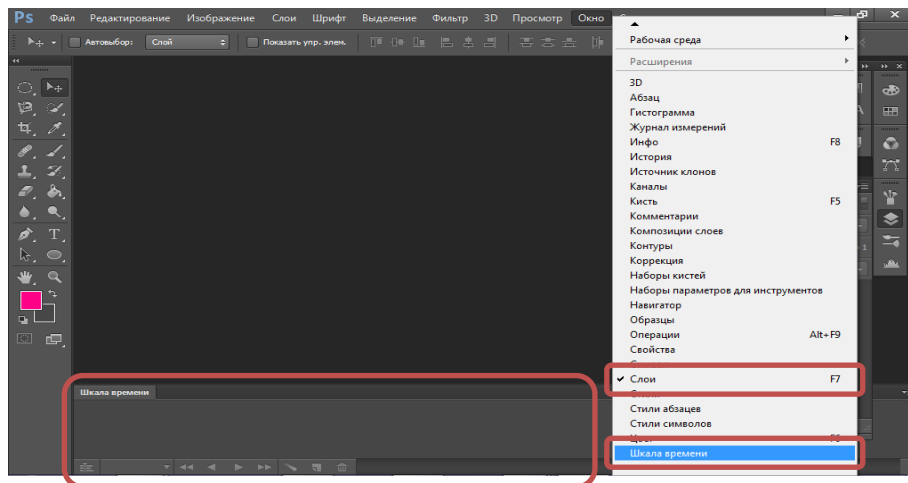 Ps Файл Редактирование Изображение Слои Шрифт Выделение Фильтр 3D Просмотр Окно
Автовыбор: Слой Показать упр. элем.
Рабочая среда
Расширения
3D
Абзац
Гистограмма
Журнал измерений
Инфо F8
История
Источник клонов
Каналы
Кисть F5
Комментарии
Композиции слоев
Контуры
Коррекция
Наборы кистей
Наборы параметров для инструментов
Навигатор
Образцы
Операции Alt+F9
Свойства
Слои F7
Стили абзацев
Стили символов
Шкала времени
Шкала времени